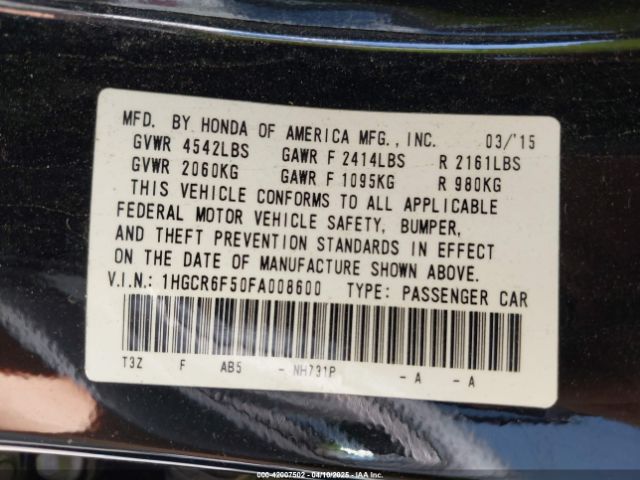 MFD. BY HONDA OF AMERICA MFG., INC. 03/'15
GVWR 4542LBS GAWR F 2414LBS R 2161LBS
GVWR 2060KG GAWR F 1095KG R 980KG
THIS VEHICLE CONFORMS TO ALL APPLICABLE
FEDERAL MOTOR VEHICLE SAFETY, BUMPER,
AND THEFT PREVENTION STANDARDS IN EFFECT
ON THE DATE OF MANUFACTURE SHOWN ABOVE.
V.I.N.: 1HGCR6F50FA008600 TYPE: PASSENGER CAR
T3Z F AB5 - NH731P - A - A
000-42007502 - 04/10/2025 - IAA, Inc.